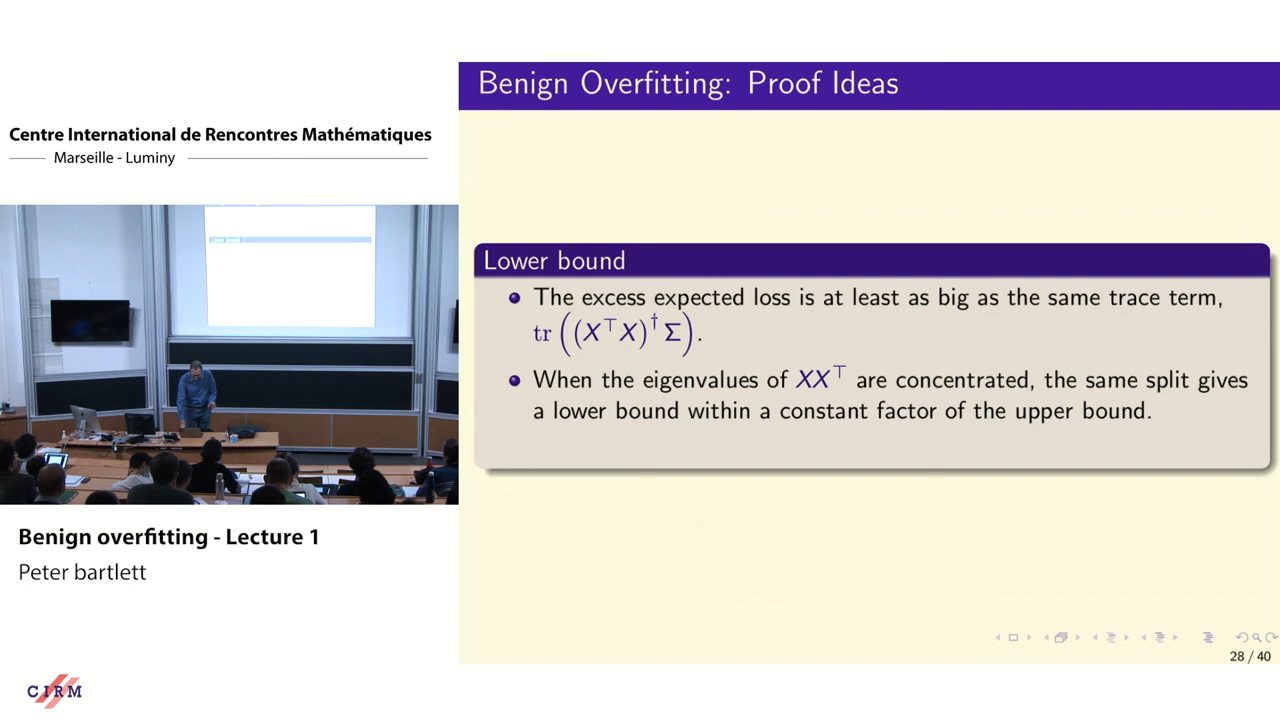 Centre International de Rencontres Mathématiques
Marseille - Luminy
Benign overfitting - Lecture 1
Peter bartlett
CIRM
Benign Overfitting: Proof Ideas
Lower bound
The excess expected loss is at least as big as the same trace term,
tr ((X⊤X)† Σ).
When the eigenvalues of XX⊤ are concentrated, the same split gives
a lower bound within a constant factor of the upper bound.
28 / 40